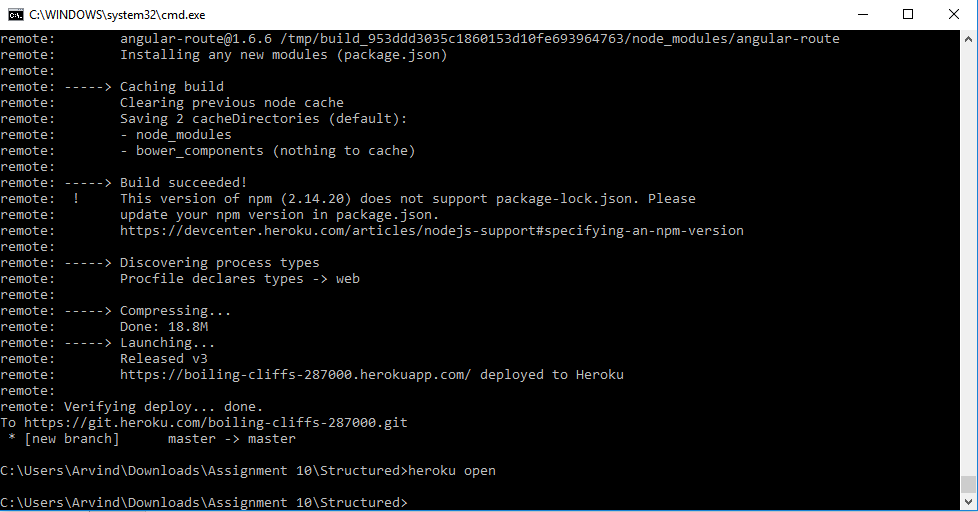 C:\WINDOWS\system32\cmd.exe
remote:        angular-route@1.6.6 /tmp/build_953ddd3035c1860153d10fe693964763/node_modules/angular-route
remote:        Installing any new modules (package.json)
remote:
remote: -----> Caching build
remote:        Clearing previous node cache
remote:        Saving 2 cacheDirectories (default):
remote:        - node_modules
remote:        - bower_components (nothing to cache)
remote:
remote: -----> Build succeeded!
remote:  !     This version of npm (2.14.20) does not support package-lock.json. Please
remote:        update your npm version in package.json.
remote:        https://devcenter.heroku.com/articles/nodejs-support#specifying-an-npm-version
remote:
remote: -----> Discovering process types
remote:        Procfile declares types -> web
remote:
remote: -----> Compressing...
remote:        Done: 18.8M
remote: -----> Launching...
remote:        Released v3
remote:        https://boiling-cliffs-287000.herokuapp.com/ deployed to Heroku
remote:
remote: Verifying deploy... done.
To https://git.heroku.com/boiling-cliffs-287000.git
 * [new branch]      master -> master
C:\Users\Arvind\Downloads\Assignment 10\Structured>heroku open
C:\Users\Arvind\Downloads\Assignment 10\Structured>